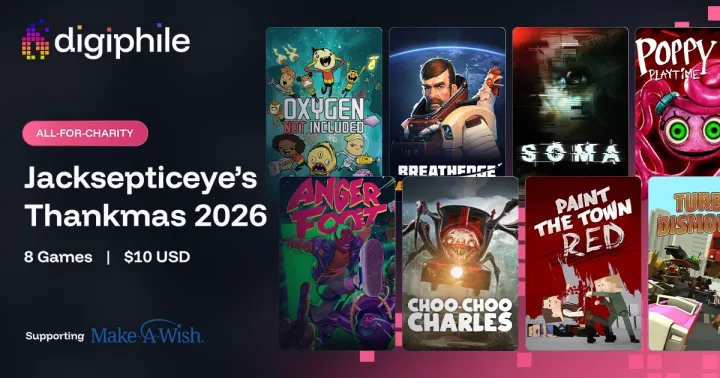 digiphile
ALL-FOR-CHARITY
Jacksepticeye's
Thankmas 2026
8 Games | $10 USD
Supporting Make-A-Wish.
OXYGEN
NOT INCLUDED
BREATHEDGE
SOMA
POPPY
PLAYTIME
ANGER
FOOT
CHOO-CHOO
CHARLES
PAINT
THE TOWN
RED
TURB
DISMO